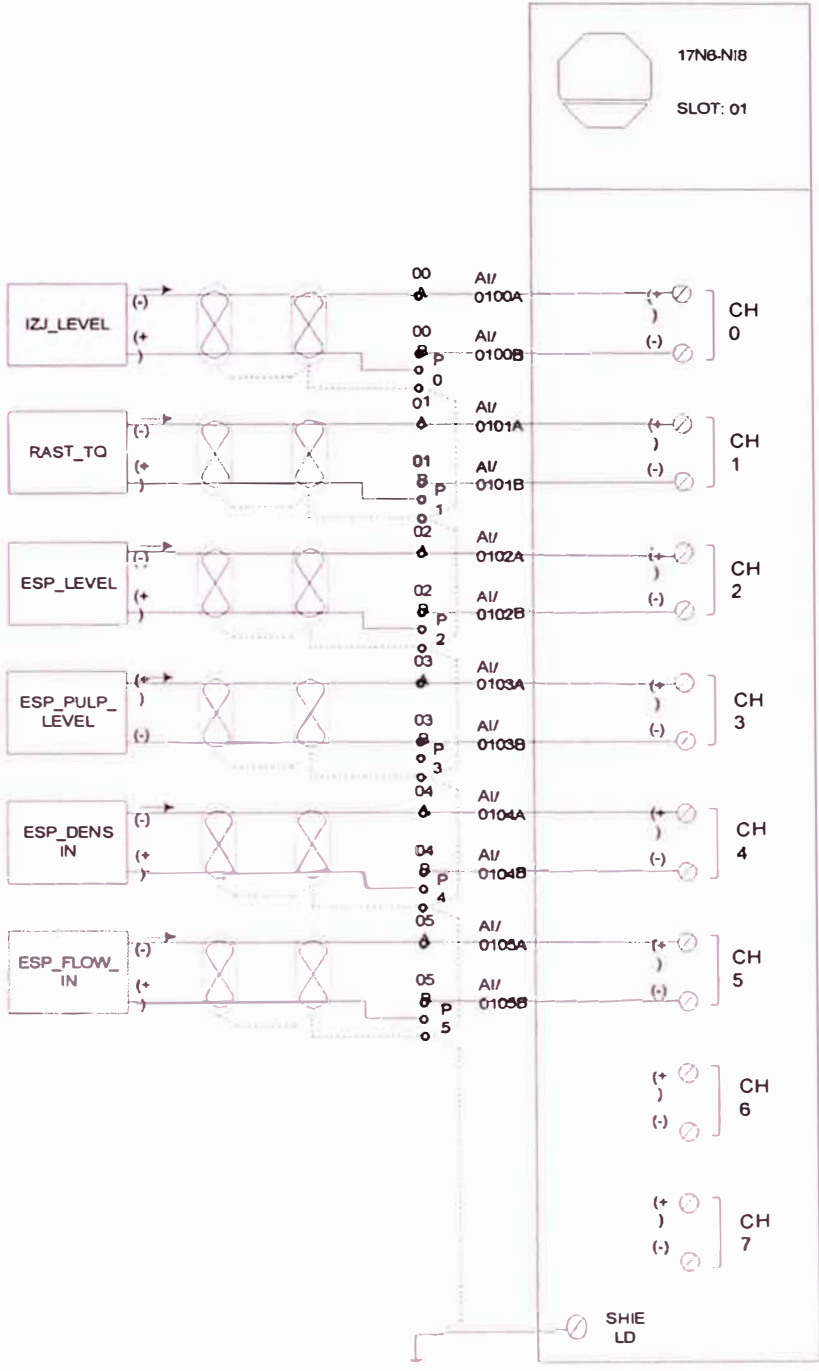 17N6-NI8
SLOT: 01
00
AI/
0100A
IZJ_LEVEL
(-)
(+
)
A
(+
)
CH
0
00
AI/
0100B
B
P
0
(-)
01
AI/
0101A
RAST_TQ
(-)
(+
)
A
(+
)
CH
1
01
AI/
0101B
B
P
1
(-)
02
AI/
0102A
ESP_LEVEL
(-)
(+
)
A
(+
)
CH
2
02
AI/
0102B
B
P
2
(-)
03
AI/
0103A
ESP_PULP_
LEVEL
(+
)
(-)
A
(+
)
CH
3
03
AI/
0103B
B
P
3
(-)
04
AI/
0104A
ESP_DENS
IN
(-)
(+
)
A
(+
)
CH
4
04
AI/
0104B
B
P
4
(-)
05
AI/
0105A
ESP_FLOW_
IN
(-)
(+
)
A
(+
)
CH
5
05
AI/
0105B
B
P
5
(-)
(+
)
(-)
CH
6
(+
)
(-)
CH
7
SHIE
LD